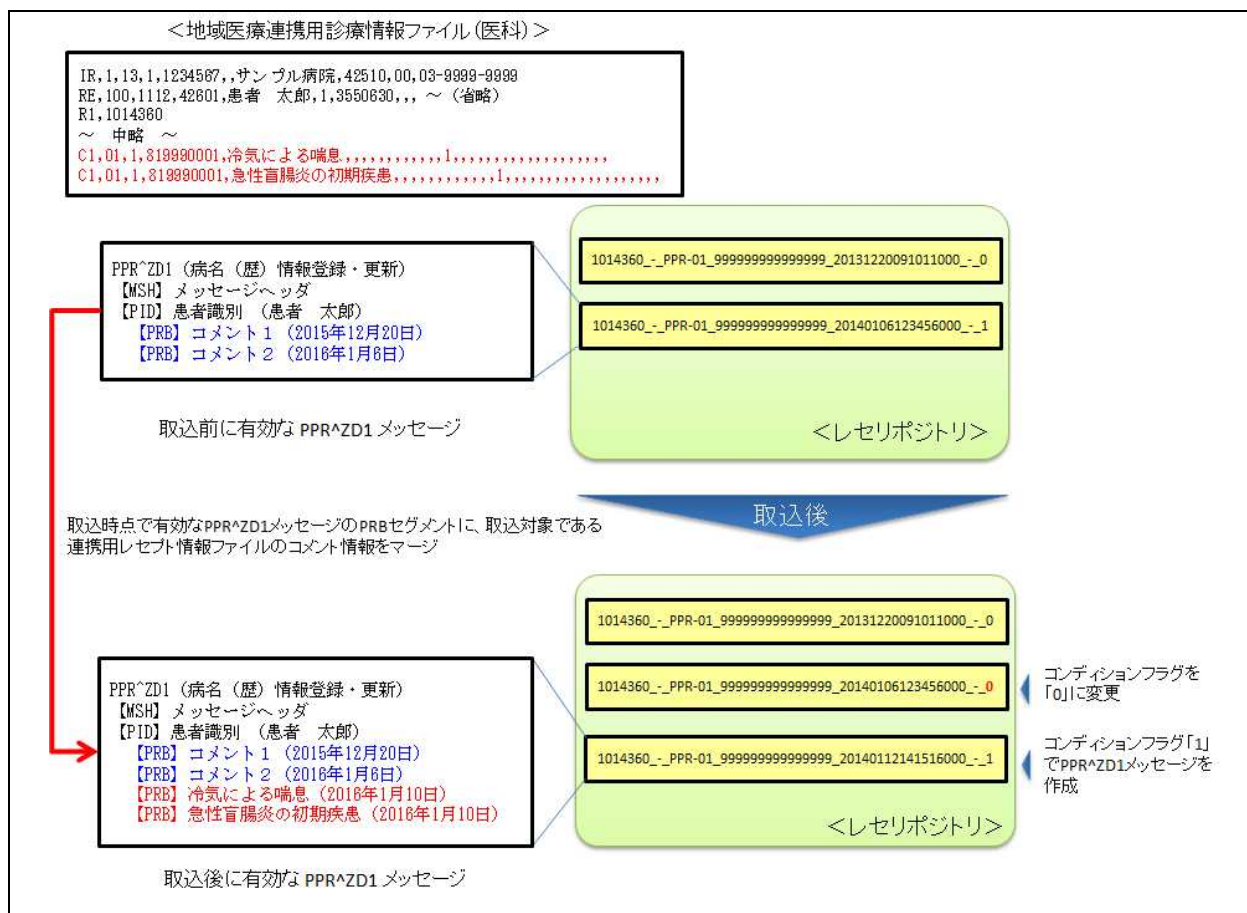 ＜地域医療連携用診療情報ファイル（医科）＞
IR,1,13,1,1234567,,サンプル病院,42510,00,03-9999-9999
RE,100,1112,42601,患者　太郎,1,3550630,,, ～（省略）
R1,1014360
～　中略　～
C1,01,1,819990001,冷気による喘息,,,,,,,,,,,,1,,,,,,,,,,,,,,,,,,,
C1,01,1,819990001,急性盲腸炎の初期疾患,,,,,,,,,,,,1,,,,,,,,,,,,,,,,,,,
PPR^ZD1（病名（歴）情報登録・更新）
【MSH】メッセージヘッダ
【PID】患者識別　（患者　太郎）
【PRB】コメント１（2015年12月20日）
【PRB】コメント２（2016年1月6日）
取込前に有効な PPR^ZD1 メッセージ
1014360_-_PPR-01_999999999999999_20131220091011000_-_0
1014360_-_PPR-01_999999999999999_20140106123456000_-_1
＜レセリポジトリ＞
取込時点で有効なPPR^ZD1メッセージのPRBセグメントに、取込対象である
連携用レセプト情報ファイルのコメント情報をマージ
取込後
PPR^ZD1（病名（歴）情報登録・更新）
【MSH】メッセージヘッダ
【PID】患者識別　（患者　太郎）
【PRB】コメント１（2015年12月20日）
【PRB】コメント２（2016年1月6日）
【PRB】冷気による喘息（2016年1月10日）
【PRB】急性盲腸炎の初期疾患（2016年1月10日）
取込後に有効な PPR^ZD1 メッセージ
1014360_-_PPR-01_999999999999999_20131220091011000_-_0
1014360_-_PPR-01_999999999999999_20140106123456000_-_0
1014360_-_PPR-01_999999999999999_20140112141516000_-_1
＜レセリポジトリ＞
コンディションフラグを
「0」に変更
コンディションフラグ「1」
でPPR^ZD1メッセージを
作成